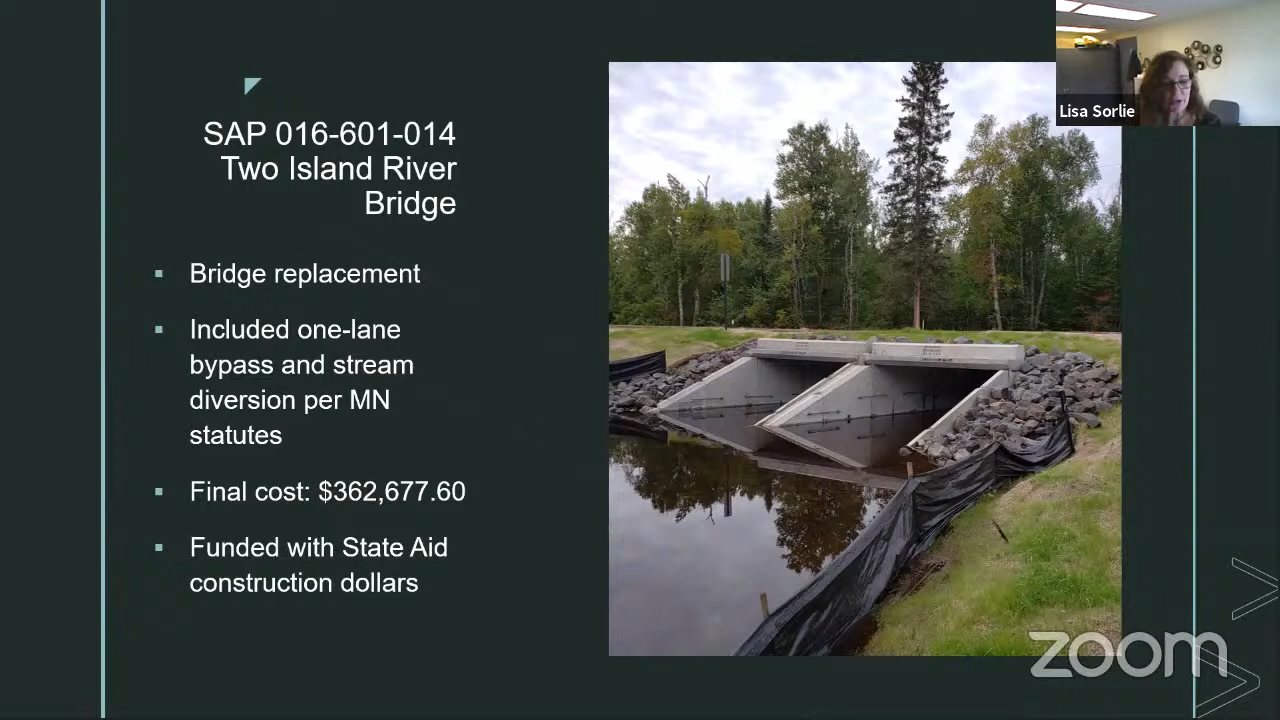 SAP 016-601-014
Two Island River
Bridge
▪ Bridge replacement
▪ Included one-lane
bypass and stream
diversion per MN
statutes
▪ Final cost: $362,677.60
▪ Funded with State Aid
construction dollars
Lisa Sorlie
zoom